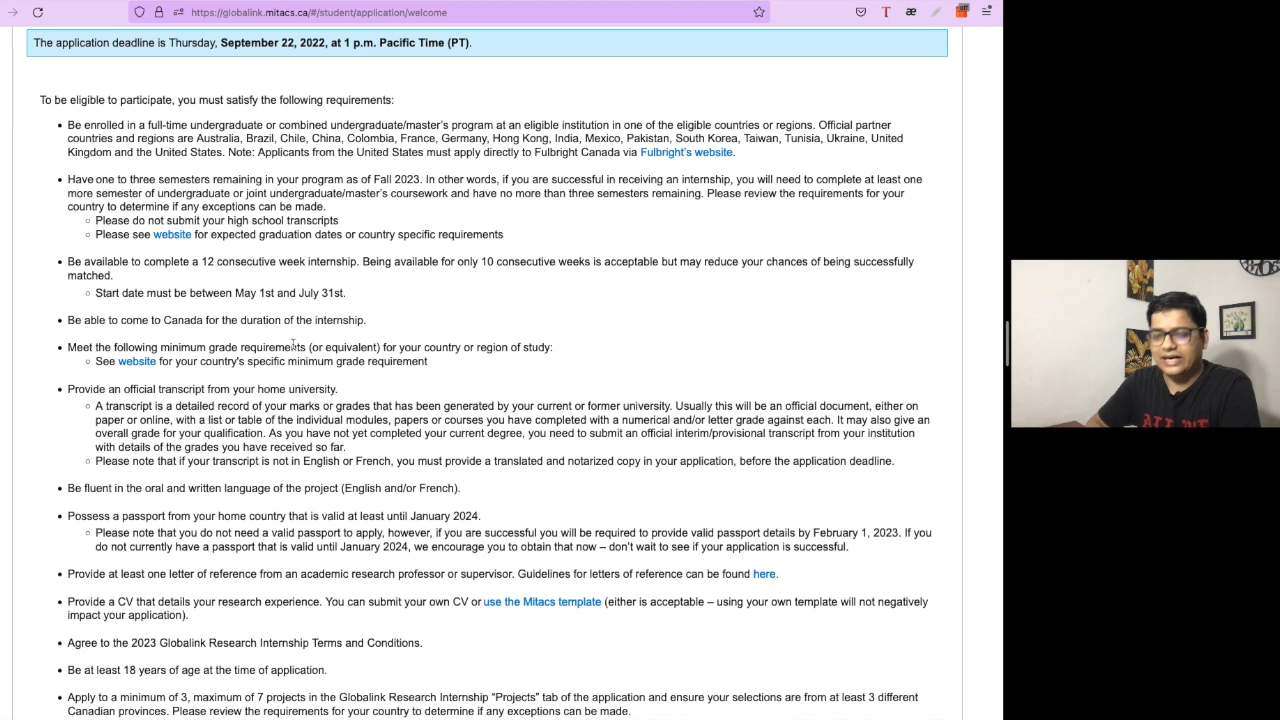 https://globalink.mitacs.ca/#/student/application/welcome
The application deadline is Thursday, September 22, 2022, at 1 p.m. Pacific Time (PT).
To be eligible to participate, you must satisfy the following requirements:
• Be enrolled in a full-time undergraduate or combined undergraduate/master's program at an eligible institution in one of the eligible countries or regions. Official partner
countries and regions are Australia, Brazil, Chile, China, Colombia, France, Germany, Hong Kong, India, Mexico, Pakistan, South Korea, Taiwan, Tunisia, Ukraine, United
Kingdom and the United States. Note: Applicants from the United States must apply directly to Fulbright Canada via Fulbright's website.
• Have one to three semesters remaining in your program as of Fall 2023. In other words, if you are successful in receiving an internship, you will need to complete at least one
more semester of undergraduate or joint undergraduate/master's coursework and have no more than three semesters remaining. Please review the requirements for your
country to determine if any exceptions can be made.
○ Please do not submit your high school transcripts
○ Please see website for expected graduation dates or country specific requirements
• Be available to complete a 12 consecutive week internship. Being available for only 10 consecutive weeks is acceptable but may reduce your chances of being successfully
matched.
○ Start date must be between May 1st and July 31st.
• Be able to come to Canada for the duration of the internship.
• Meet the following minimum grade requirements (or equivalent) for your country or region of study:
○ See website for your country's specific minimum grade requirement
• Provide an official transcript from your home university.
○ A transcript is a detailed record of your marks or grades that has been generated by your current or former university. Usually this will be an official document, either on
paper or online, with a list or table of the individual modules, papers or courses you have completed with a numerical and/or letter grade against each. It may also give an
overall grade for your qualification. As you have not yet completed your current degree, you need to submit an official interim/provisional transcript from your institution
with details of the grades you have received so far.
○ Please note that if your transcript is not in English or French, you must provide a translated and notarized copy in your application, before the application deadline.
• Be fluent in the oral and written language of the project (English and/or French).
• Possess a passport from your home country that is valid at least until January 2024.
○ Please note that you do not need a valid passport to apply, however, if you are successful you will be required to provide valid passport details by February 1, 2023. If you
do not currently have a passport that is valid until January 2024, we encourage you to obtain that now – don't wait to see if your application is successful.
• Provide at least one letter of reference from an academic research professor or supervisor. Guidelines for letters of reference can be found here.
• Provide a CV that details your research experience. You can submit your own CV or use the Mitacs template (either is acceptable – using your own template will not negatively
impact your application).
• Agree to the 2023 Globalink Research Internship Terms and Conditions.
• Be at least 18 years of age at the time of application.
• Apply to a minimum of 3, maximum of 7 projects in the Globalink Research Internship “Projects” tab of the application and ensure your selections are from at least 3 different
Canadian provinces. Please review the requirements for your country to determine if any exceptions can be made.